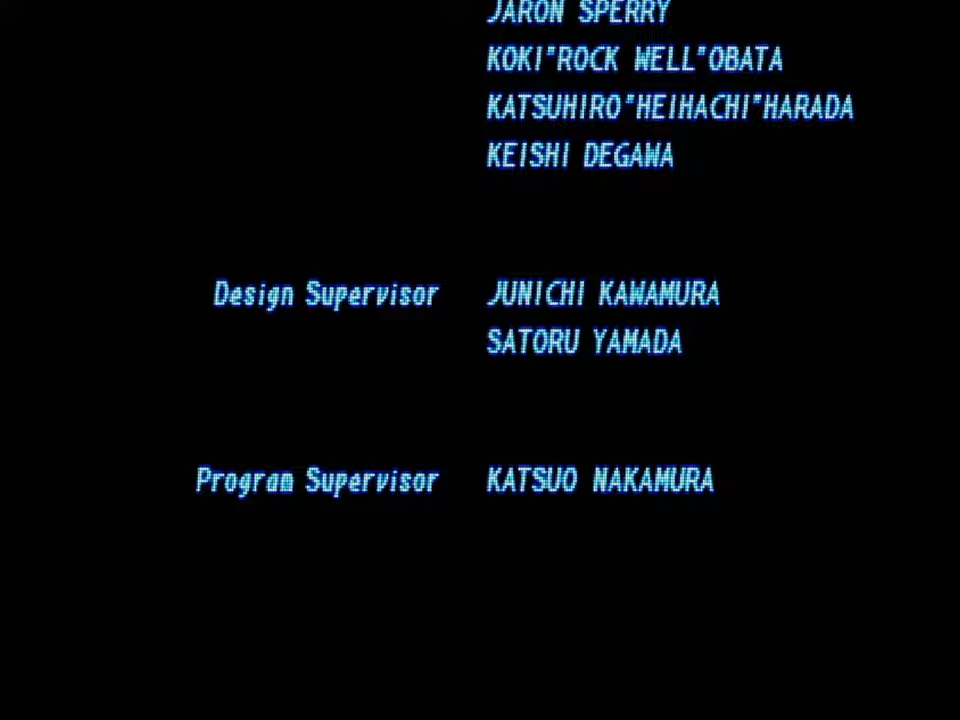 JARON SPERRY
KOKI"ROCK WELL"OBATA
KATSUHIRO"HEIHACHI"HARADA
KEISHI DEGAWA
Design Supervisor JUNICHI KAWAMURA
SATORU YAMADA
Program Supervisor KATSUO NAKAMURA